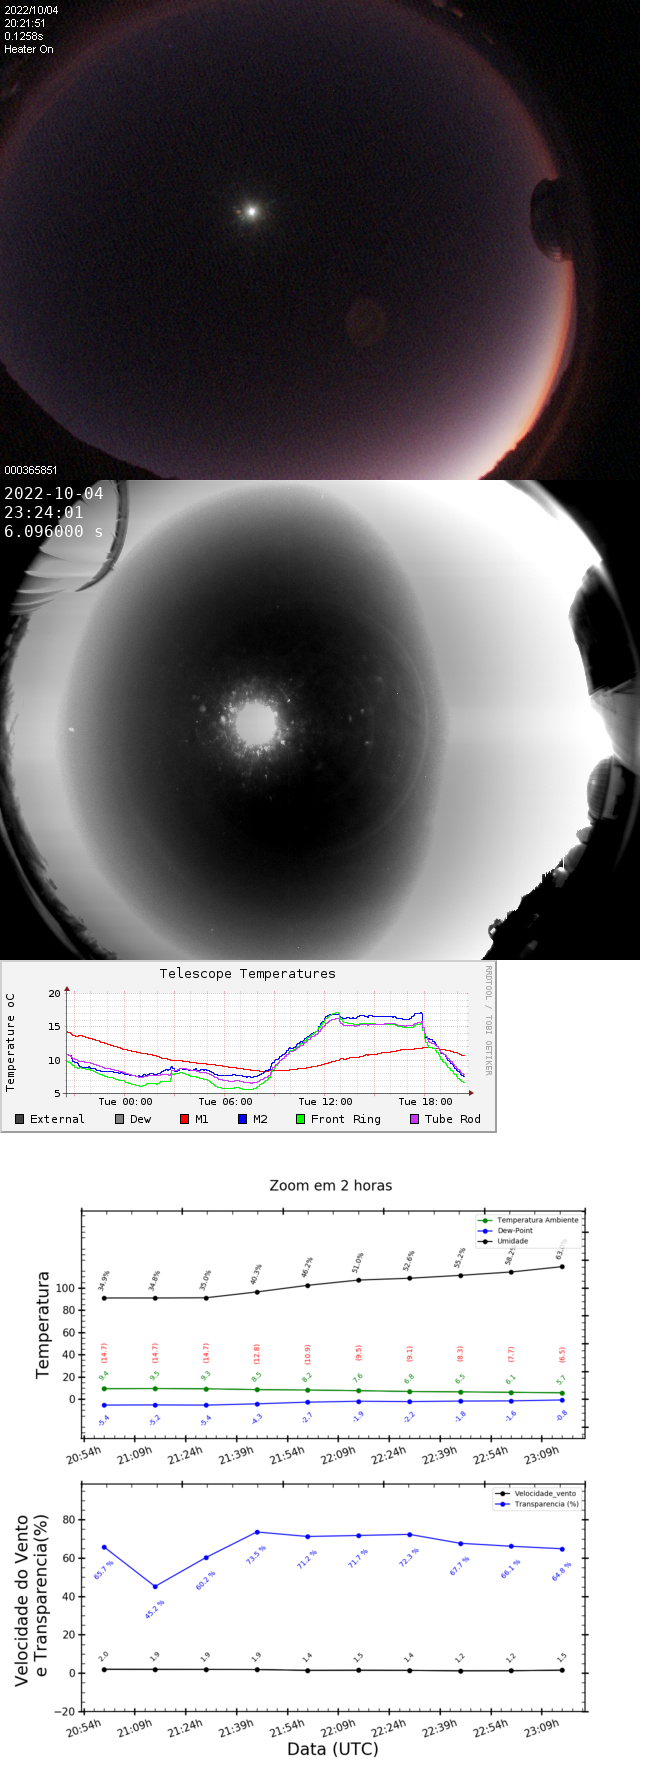 2022/10/04
20:21:51
0.1258s
Heater On
000365851
2022-10-04
23:24:01
6.096000 s
Telescope Temperatures
RRDTOOL / TOBI OETIKER
Temperature oC
20
15
10
5
Tue 00:00 Tue 06:00 Tue 12:00 Tue 18:00
External Dew M1 M2 Front Ring Tube Rod
Zoom em 2 horas
Temperatura Ambiente
Dew-Point
Umidade
Temperatura
100
80
60
40
20
0
34.9% 34.8% 35.0% 40.3% 46.2% 51.0% 52.6% 55.2% 58.2%
(14.7) (14.7) (14.7) (12.8) (10.9) (9.5) (9.1) (8.3) (7.7) (6.5)
9.4 9.5 9.3 8.5 8.2 7.6 6.8 6.5 6.1 5.7
-5.4 -5.2 -5.4 -4.3 -2.7 -1.9 -2.2 -1.8 -1.6 -0.8
20:54h 21:09h 21:24h 21:39h 21:54h 22:09h 22:24h 22:39h 22:54h 23:09h
Velocidade_vento
Transparencia (%)
Velocidade do Vento
e Transparencia(%)
80
60
40
20
0
−20
65.7 % 45.2 % 60.2 % 73.5 % 71.2 % 71.7 % 72.3 % 67.7 % 66.1 % 64.8 %
2.0 1.9 1.9 1.9 1.4 1.5 1.4 1.2 1.2 1.5
20:54h 21:09h 21:24h 21:39h 21:54h 22:09h 22:24h 22:39h 22:54h 23:09h
Data (UTC)